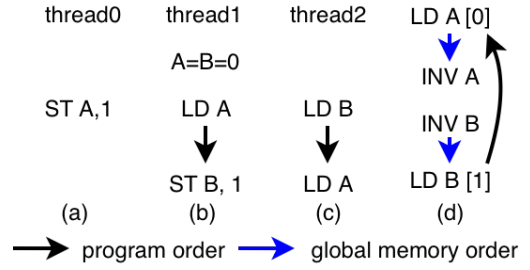 thread0 thread1 thread2 LD A [0]
A=B=0 INV A
ST A,1 LD A LD B INV B
ST B, 1 LD A LD B [1]
(a) (b) (c) (d)
program order global memory order